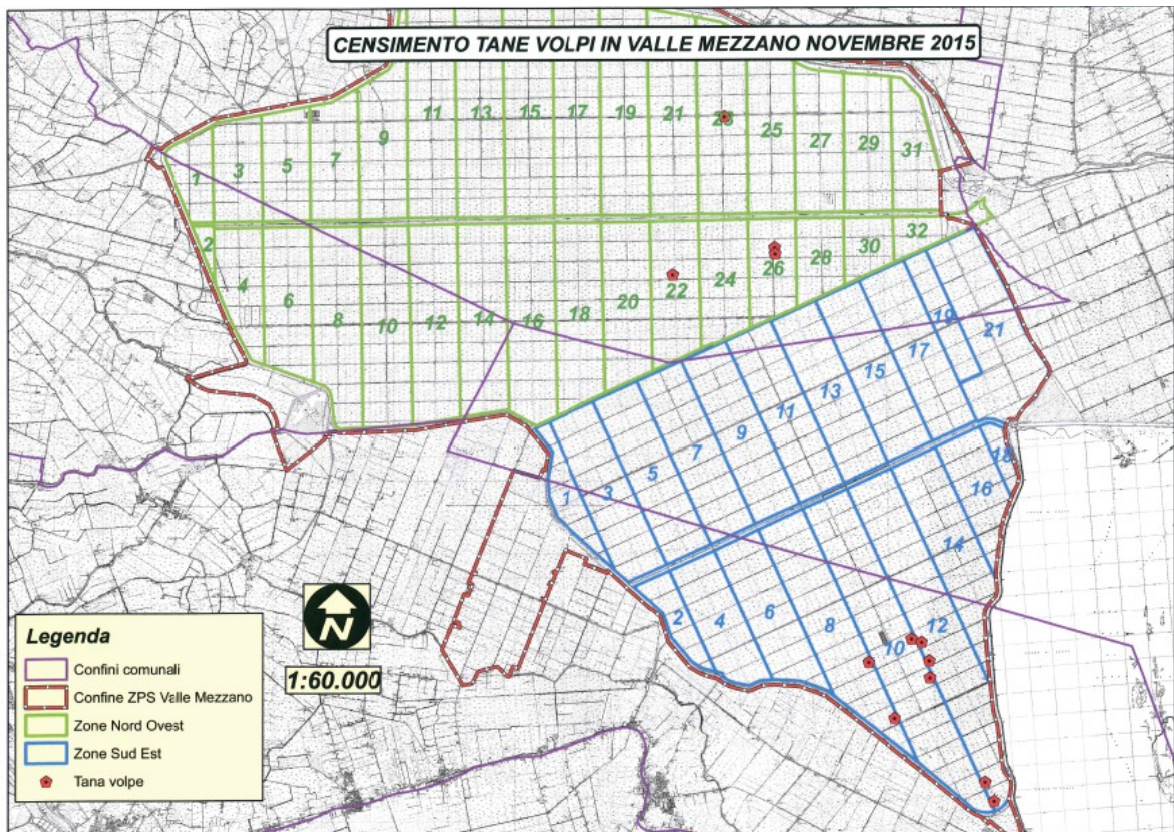 CENSIMENTO TANE VOLPI IN VALLE MEZZANO NOVEMBRE 2015
11 13 15 17 19 21 23 25 27 29 31
1 3 5 7 9
2 4 6 8 10 12 14 16 18 20 22 24 26 28 30 32
1 3 5 7 9 11 13 15 17 19 21
2 4 6 8 10 12 14 16 18
N
1:60.000
Legenda
Confini comunali
Confine ZPS Valle Mezzano
Zone Nord Ovest
Zone Sud Est
Tana volpe